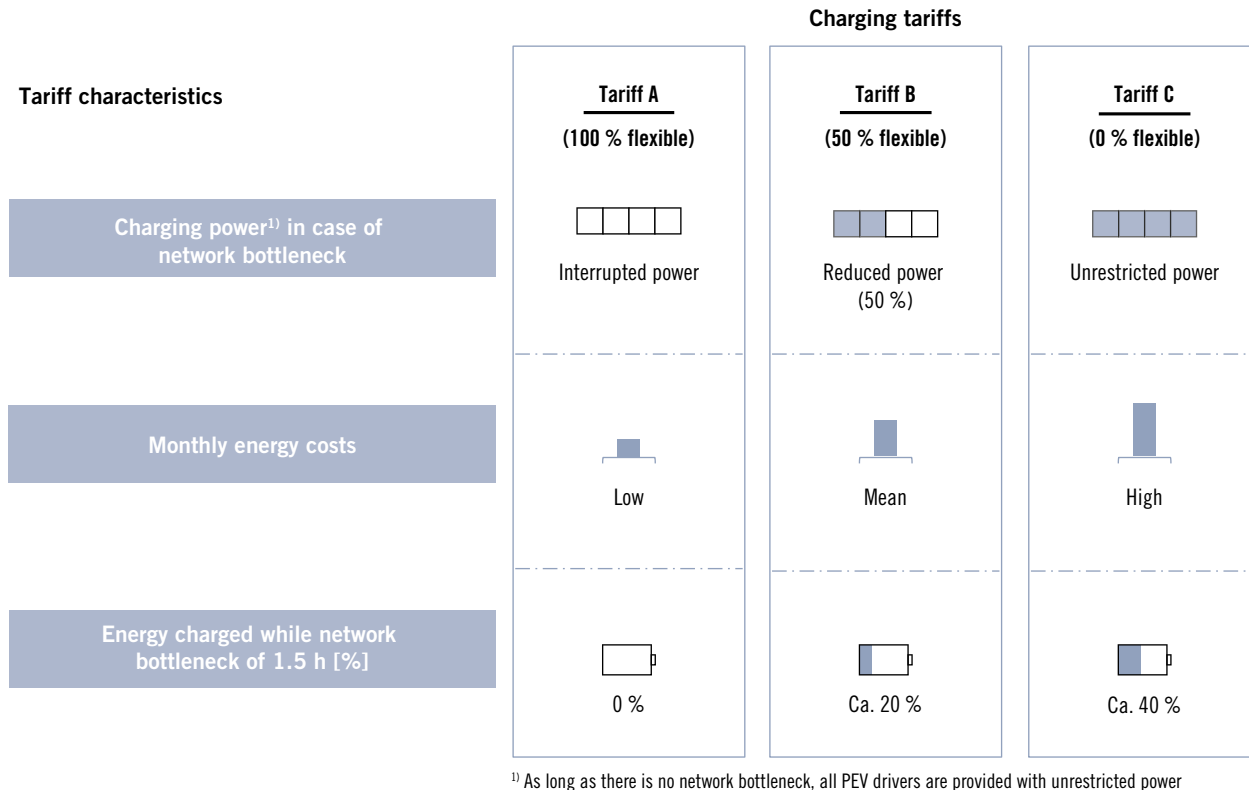 Charging tariffs
Tariff characteristics
Tariff A
(100 % flexible)
Tariff B
(50 % flexible)
Tariff C
(0 % flexible)
Charging power1) in case of
network bottleneck
Interrupted power
Reduced power
(50 %)
Unrestricted power
Monthly energy costs
Low
Mean
High
Energy charged while network
bottleneck of 1.5 h [%]
0 %
Ca. 20 %
Ca. 40 %
1) As long as there is no network bottleneck, all PEV drivers are provided with unrestricted power